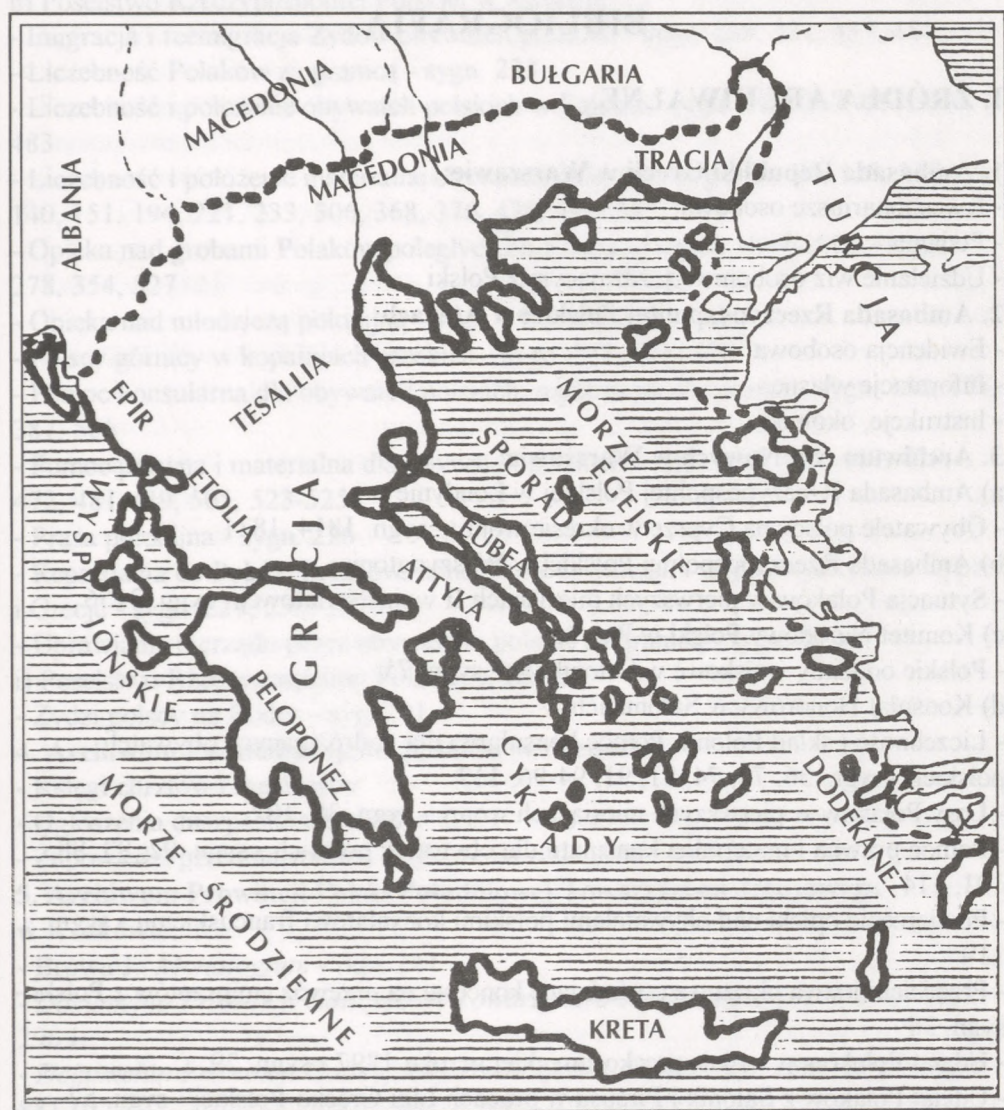 BUŁGARIA
MACEDONIA
ALBANIA
MACEDONIA
TRACJA
TURCJA
EPIR
TESALIA
MORZE EGEJSKIE
SPORADY
ETOLIA
WYSPY JOŃSKIE
EUBEA
ATTYKA
GRECJA
PELOPONEZ
CYKLADY
DODEKANEZ
MORZE ŚRÓDZIEMNE
KRETA